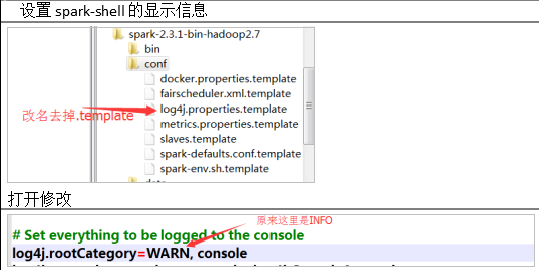 设置 spark-shell 的显示信息
spark-2.3.1-bin-hadoop2.7
bin
conf
docker.properties.template
fairscheduler.xml.template
log4j.properties.template
改名去掉.template
metrics.properties.template
slaves.template
spark-defaults.conf.template
spark-env.sh.template
打开修改
原来这里是INFO
# Set everything to be logged to the console
log4j.rootCategory=WARN, console